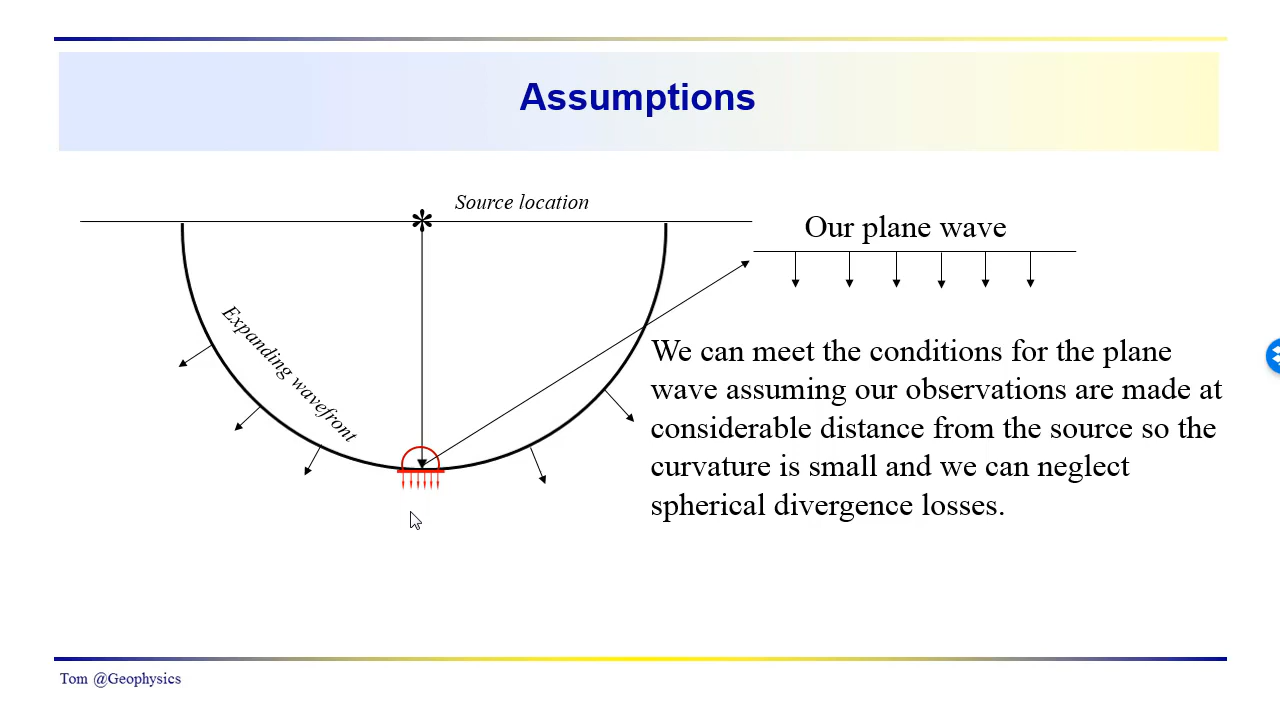 Assumptions
Source location
Our plane wave
Expanding wavefront
We can meet the conditions for the plane
wave assuming our observations are made at
considerable distance from the source so the
curvature is small and we can neglect
spherical divergence losses.
Tom @Geophysics